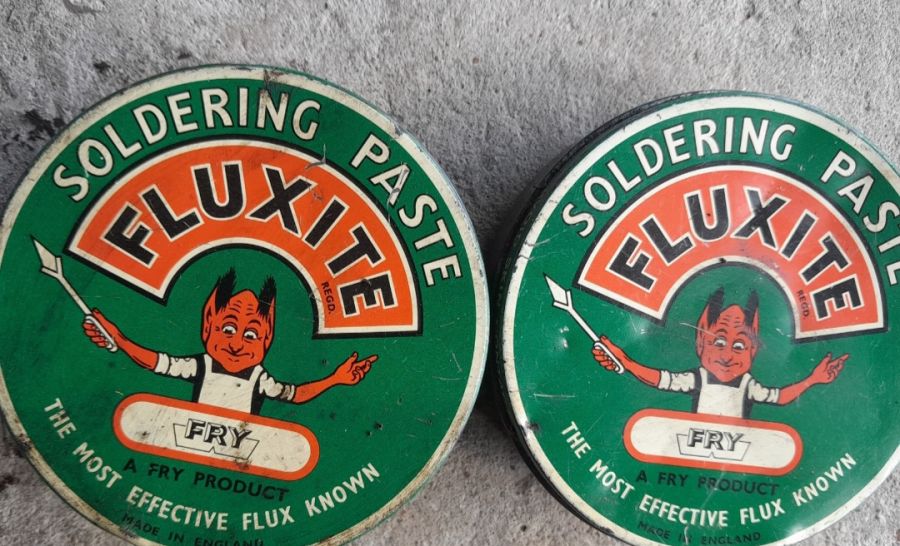 SOLDERING PASTE
FLUXITE
REGD.
FRY
A FRY PRODUCT
THE MOST EFFECTIVE FLUX KNOWN
MADE IN ENGLAND
SOLDERING PASTE
FLUXITE
REGD.
FRY
A FRY PRODUCT
THE MOST EFFECTIVE FLUX KNOWN
MADE IN ENGLAND